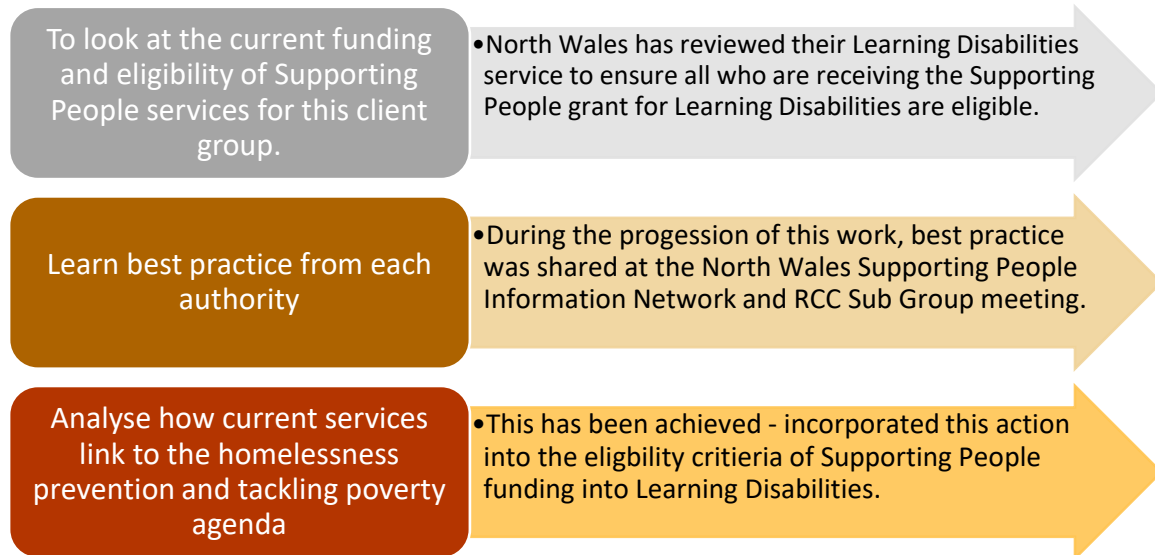 To look at the current funding
and eligibility of Supporting
People services for this client
group.
•North Wales has reviewed their Learning Disabilities
service to ensure all who are receiving the Supporting
People grant for Learning Disabilities are eligible.
Learn best practice from each
authority
•During the progession of this work, best practice
was shared at the North Wales Supporting People
Information Network and RCC Sub Group meeting.
Analyse how current services
link to the homelessness
prevention and tackling poverty
agenda
•This has been achieved - incorporated this action
into the eligbility critieria of Supporting People
funding into Learning Disabilities.